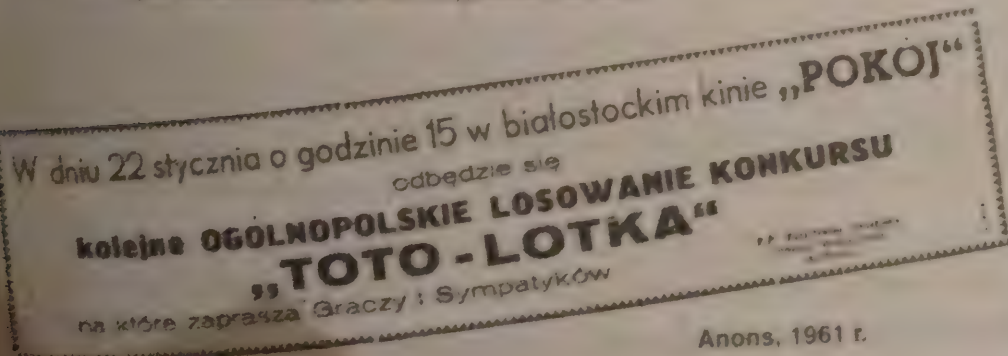 W dniu 22 stycznia o godzinie 15 w białostockim kinie „POKÓJ“
odbędzie się
kolejne OGÓLNOPOLSKIE LOSOWANIE KONKURSU
„TOTO-LOTKA“
na które zaprasza Graczy i Sympatyków
Anons, 1961 r.